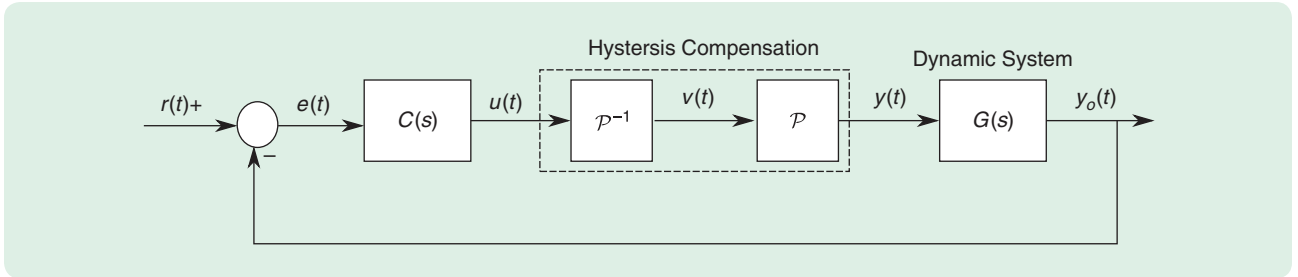 Hystersis Compensation
Dynamic System
r(t)+
e(t)
C(s)
u(t)
𝒫⁻¹
v(t)
𝒫
y(t)
G(s)
yₒ(t)
−